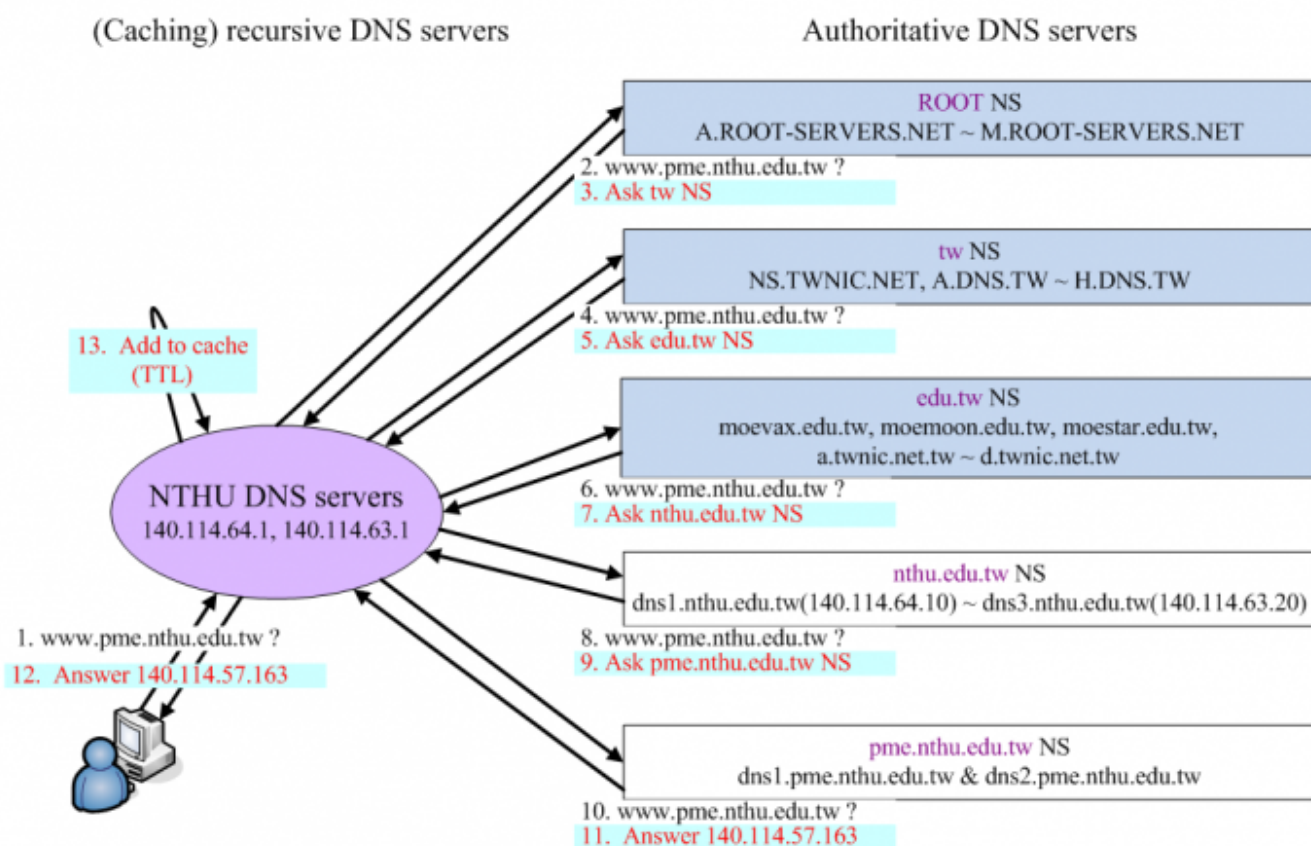 (Caching) recursive DNS servers
Authoritative DNS servers
ROOT NS
A.ROOT-SERVERS.NET ~ M.ROOT-SERVERS.NET
2. www.pme.nthu.edu.tw ?
3. Ask tw NS
tw NS
NS.TWNIC.NET, A.DNS.TW ~ H.DNS.TW
4. www.pme.nthu.edu.tw ?
5. Ask edu.tw NS
13. Add to cache
(TTL)
edu.tw NS
moevax.edu.tw, moemoon.edu.tw, moestar.edu.tw,
a.twnic.net.tw ~ d.twnic.net.tw
6. www.pme.nthu.edu.tw ?
7. Ask nthu.edu.tw NS
NTHU DNS servers
140.114.64.1, 140.114.63.1
nthu.edu.tw NS
dns1.nthu.edu.tw(140.114.64.10) ~ dns3.nthu.edu.tw(140.114.63.20)
8. www.pme.nthu.edu.tw ?
9. Ask pme.nthu.edu.tw NS
1. www.pme.nthu.edu.tw ?
12. Answer 140.114.57.163
pme.nthu.edu.tw NS
dns1.pme.nthu.edu.tw & dns2.pme.nthu.edu.tw
10. www.pme.nthu.edu.tw ?
11. Answer 140.114.57.163